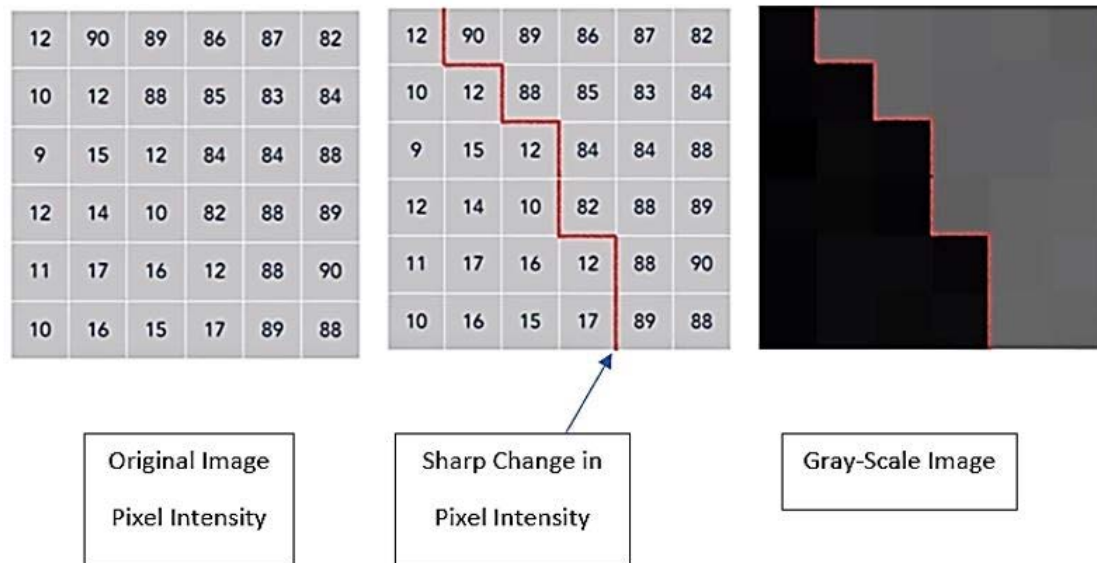 12 90 89 86 87 82
10 12 88 85 83 84
9 15 12 84 84 88
12 14 10 82 88 89
11 17 16 12 88 90
10 16 15 17 89 88
12 90 89 86 87 82
10 12 88 85 83 84
9 15 12 84 84 88
12 14 10 82 88 89
11 17 16 12 88 90
10 16 15 17 89 88
Original Image
Pixel Intensity
Sharp Change in
Pixel Intensity
Gray-Scale Image